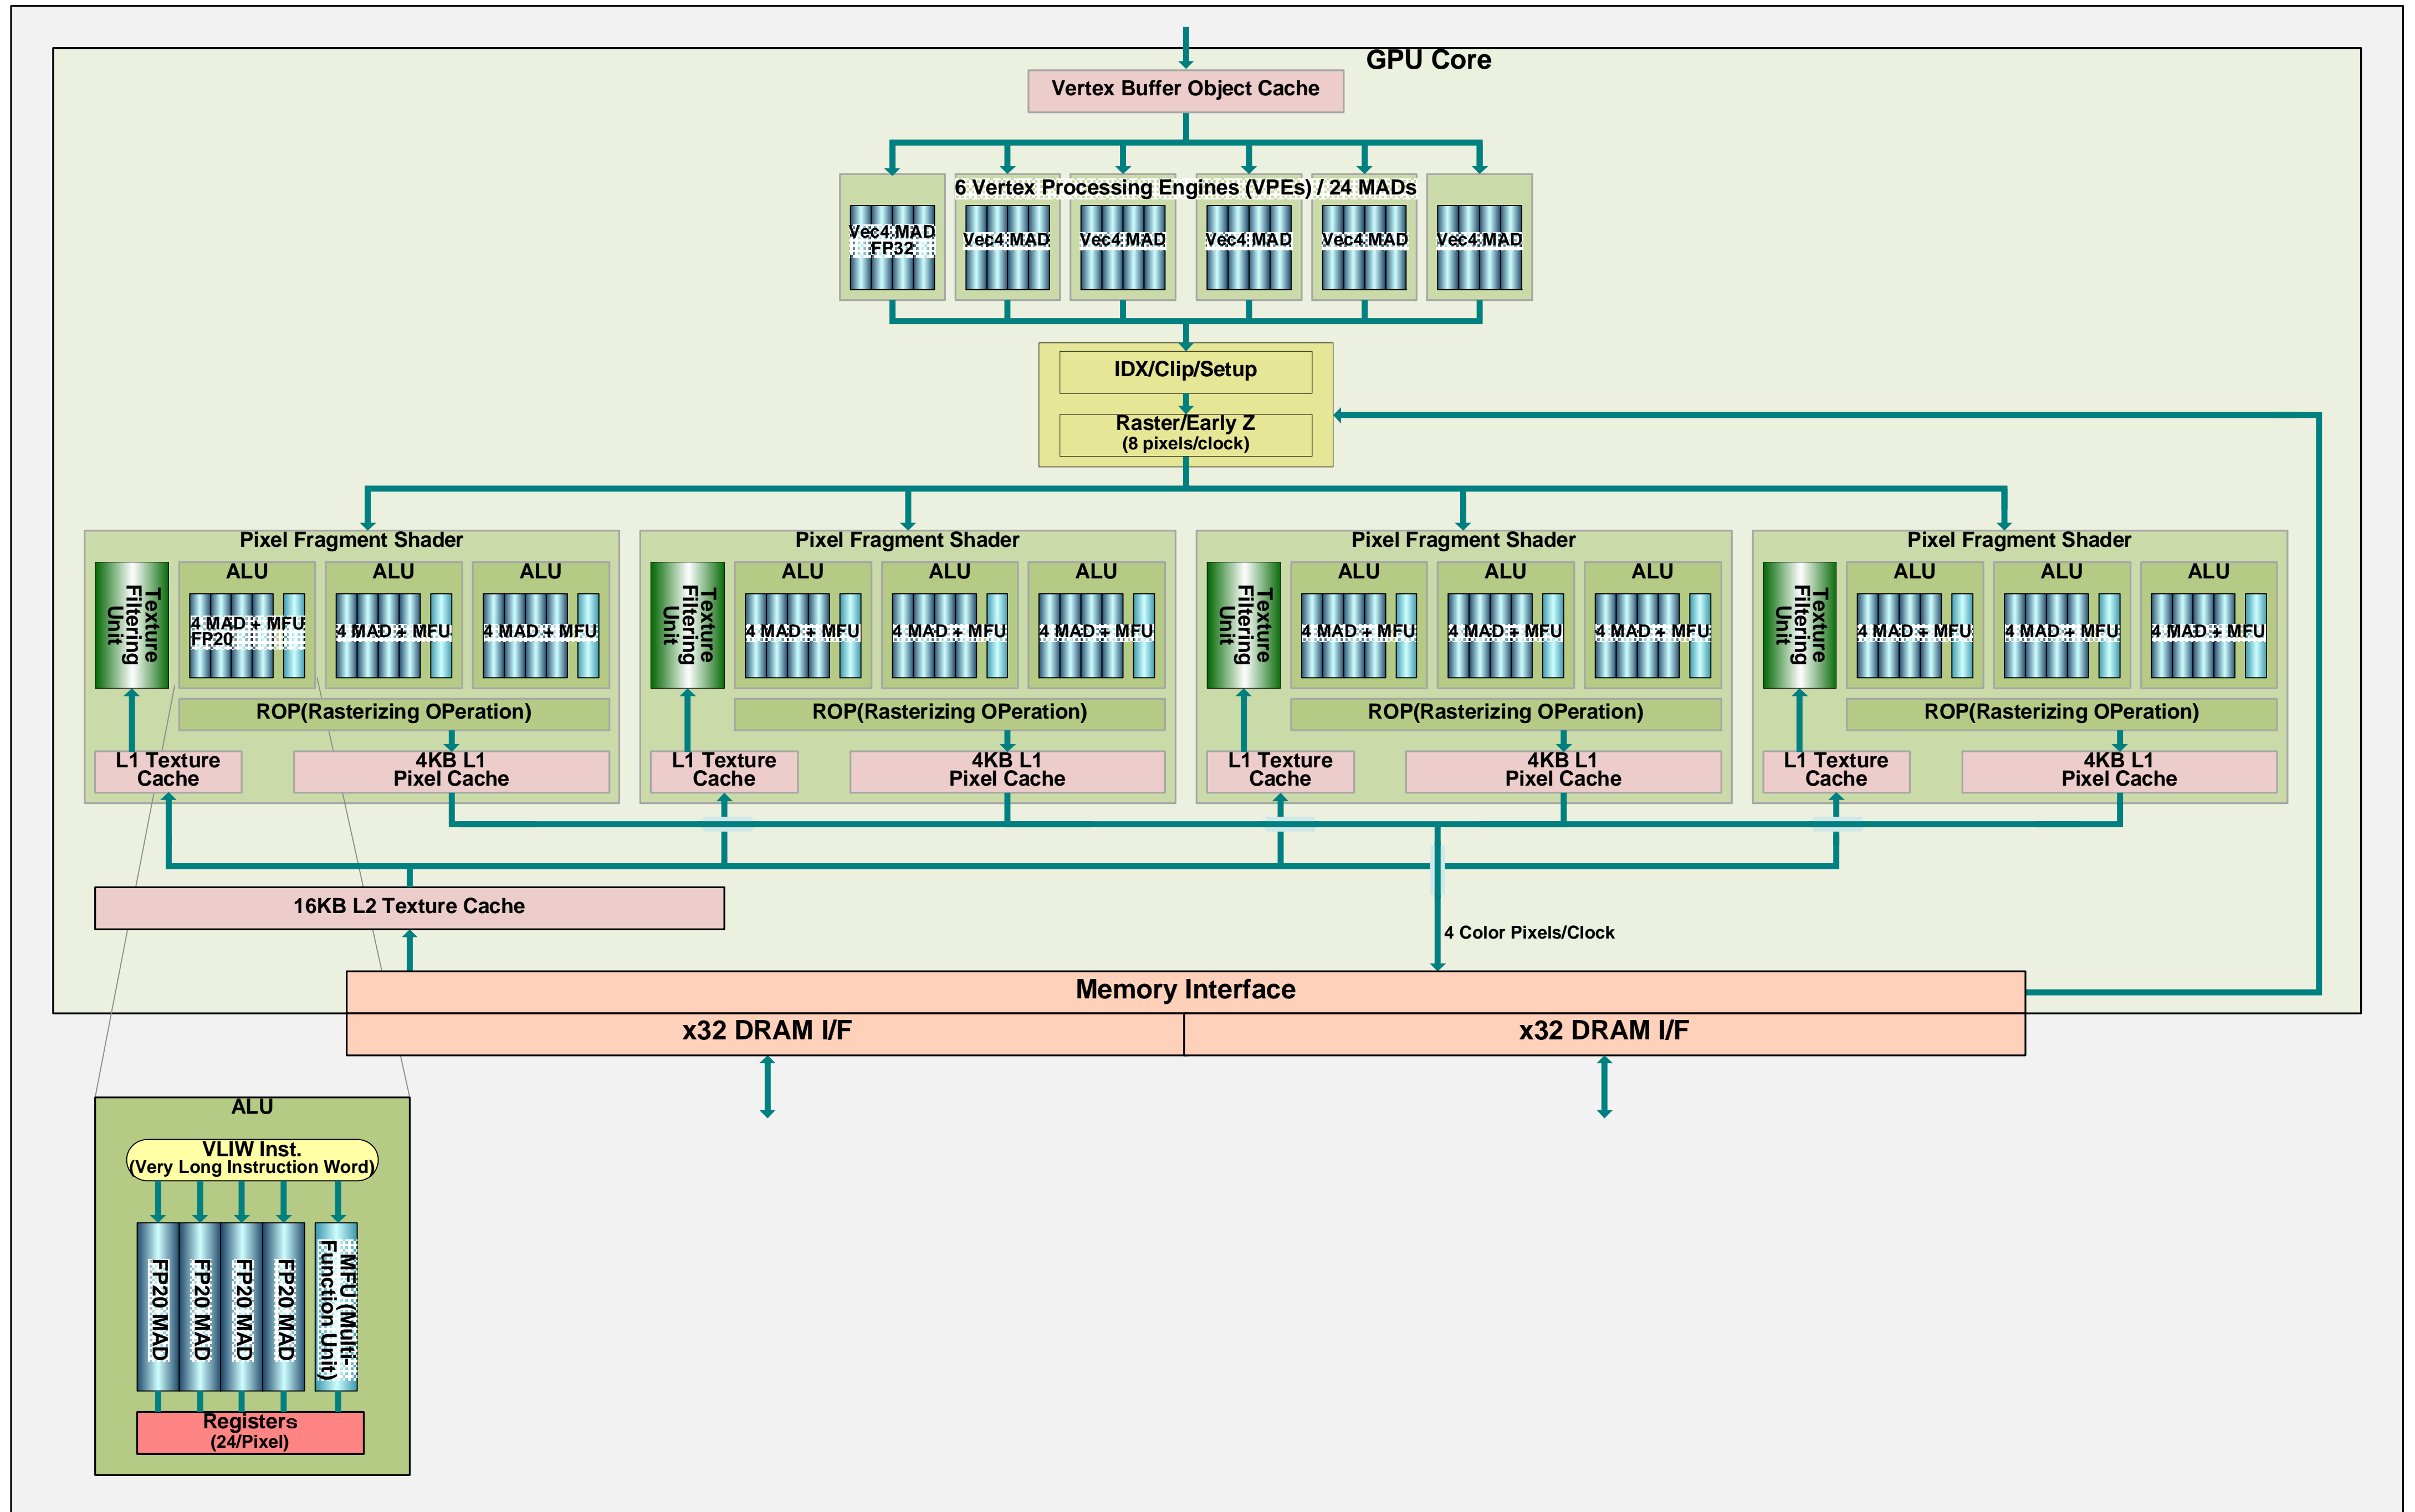 GPU Core
Vertex Buffer Object Cache
6 Vertex Processing Engines (VPEs) / 24 MADs
Vec4 MAD
FP32
Vec4 MAD
Vec4 MAD
Vec4 MAD
Vec4 MAD
Vec4 MAD
IDX/Clip/Setup
Raster/Early Z
(8 pixels/clock)
Pixel Fragment Shader
Texture
Filtering
Unit
ALU
4 MAD + MFU
FP20
ALU
4 MAD + MFU
ALU
4 MAD + MFU
ROP(Rasterizing OPeration)
L1 Texture
Cache
4KB L1
Pixel Cache
Pixel Fragment Shader
Texture
Filtering
Unit
ALU
4 MAD + MFU
ALU
4 MAD + MFU
ALU
4 MAD + MFU
ROP(Rasterizing OPeration)
L1 Texture
Cache
4KB L1
Pixel Cache
Pixel Fragment Shader
Texture
Filtering
Unit
ALU
4 MAD + MFU
ALU
4 MAD + MFU
ALU
4 MAD + MFU
ROP(Rasterizing OPeration)
L1 Texture
Cache
4KB L1
Pixel Cache
Pixel Fragment Shader
Texture
Filtering
Unit
ALU
4 MAD + MFU
ALU
4 MAD + MFU
ALU
4 MAD + MFU
ROP(Rasterizing OPeration)
L1 Texture
Cache
4KB L1
Pixel Cache
16KB L2 Texture Cache
4 Color Pixels/Clock
Memory Interface
x32 DRAM I/F
x32 DRAM I/F
ALU
VLIW Inst.
(Very Long Instruction Word)
FP20 MAD
FP20 MAD
FP20 MAD
FP20 MAD
MFU (Multi-
Function Unit)
Registers
(24/Pixel)